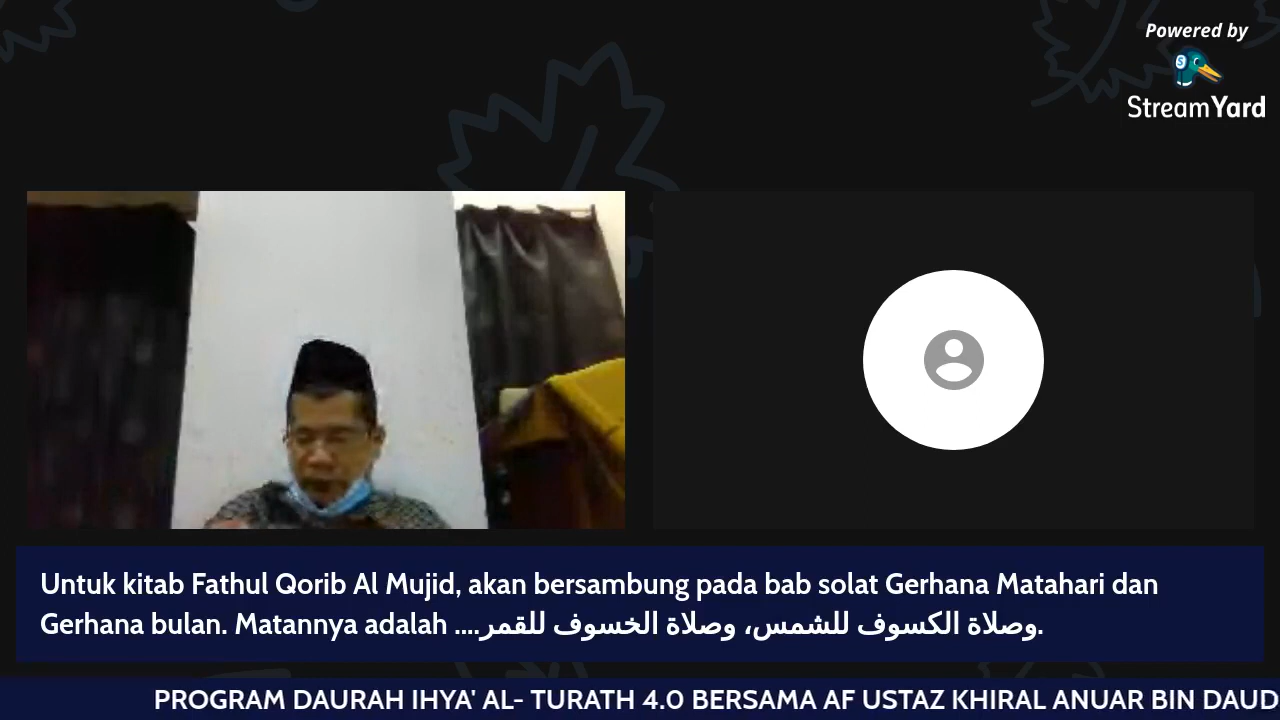 Powered by
StreamYard
Untuk kitab Fathul Qorib Al Mujid, akan bersambung pada bab solat Gerhana Matahari dan
Gerhana bulan. Matannya adalah ....وصلاة الكسوف للشمس، وصلاة الخسوف للقمر.
PROGRAM DAURAH IHYA' AL- TURATH 4.0 BERSAMA AF USTAZ KHIRAL ANUAR BIN DAUD